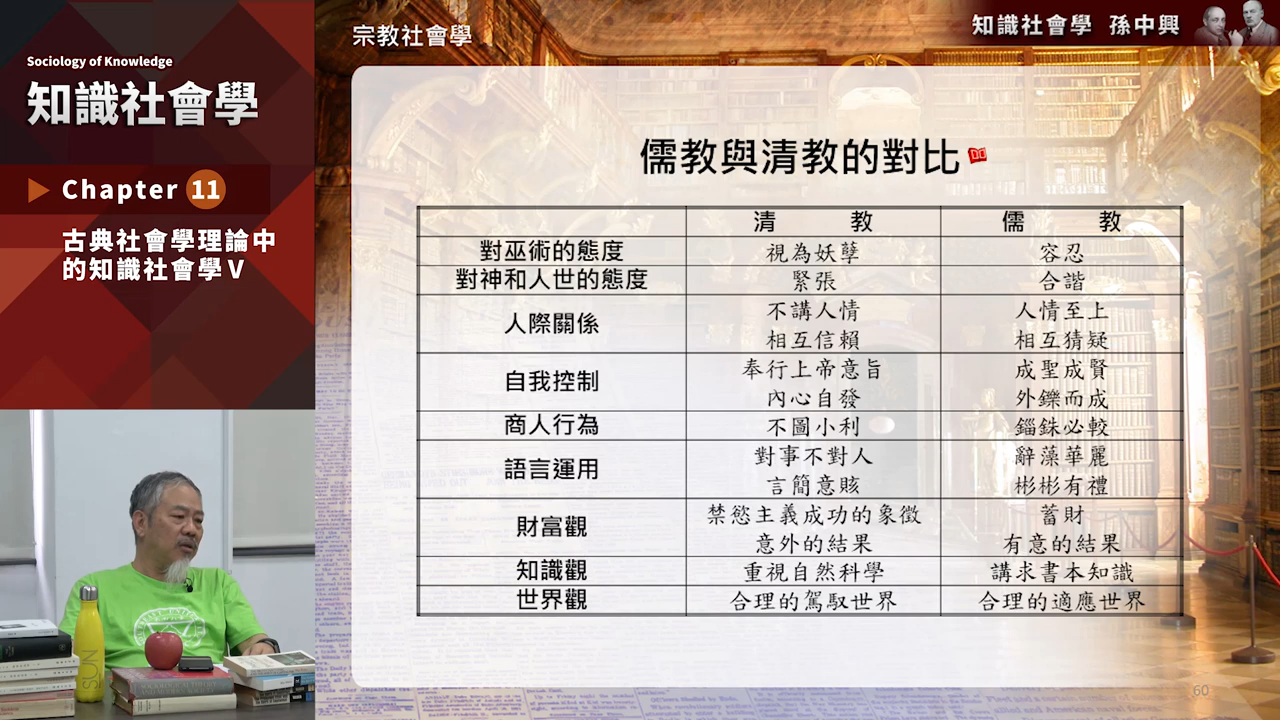 Sociology of Knowledge
知識社會學
Chapter 11
古典社會學理論中
的知識社會學 V
宗教社會學
知識社會學 孫中興
儒教與清教的對比
清 教 儒 教
對巫術的態度 視為妖孽 容忍
對神和人世的態度 緊張 合諧
人際關係 不講人情 人情至上
相互信賴 相互猜疑
自我控制 奉行上帝意旨 成聖成賢
內心自發 外鑠而成
商人行為 不圖小利 錙銖必較
語言運用 對事不對人 辭藻華麗
言簡意賅 彬彬有禮
財富觀 禁慾主義成功的象徵 蓄財
意外的結果 有意的結果
知識觀 重視自然科學 講求書本知識
世界觀 合理的駕馭世界 合理的適應世界
60
SUN